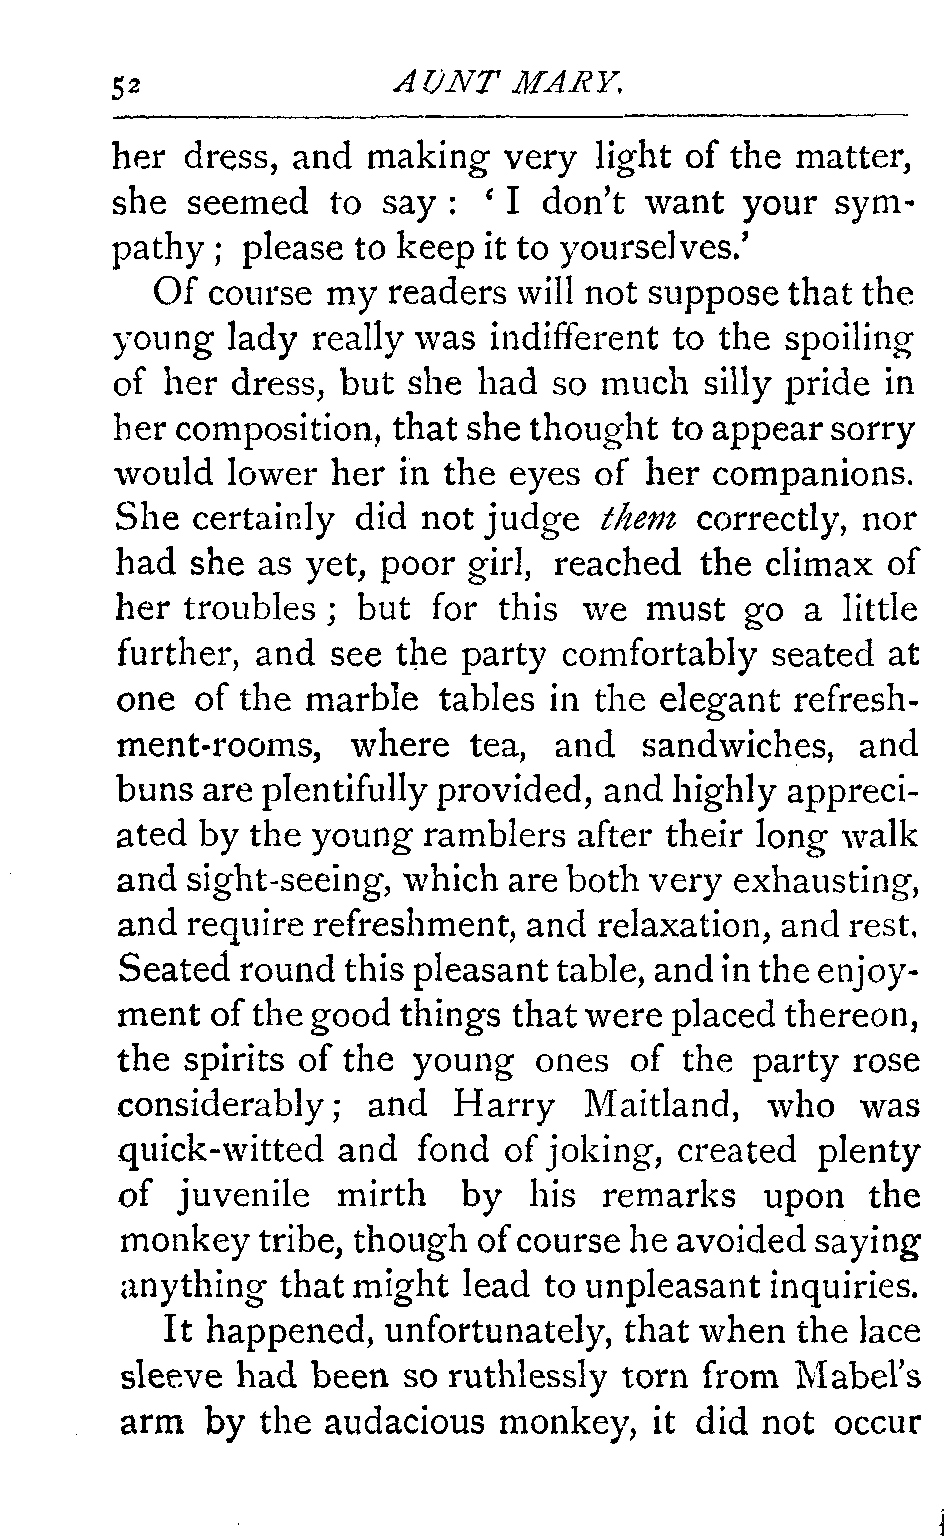 52 AUNT MARY.
her dress, and making very light of the matter,
she seemed to say : ‘ I don’t want your sym-
pathy ; please to keep it to yourselves.’
Of course my readers will not suppose that the
young lady really was indifferent to the spoiling
of her dress, but she had so much silly pride in
her composition, that she thought to appear sorry
would lower her in the eyes of her companions.
She certainly did not judge them correctly, nor
had she as yet, poor girl, reached the climax of
her troubles ; but for this we must go a little
further, and see the party comfortably seated at
one of the marble tables in the elegant refresh-
ment-rooms, where tea, and sandwiches, and
buns are plentifully provided, and highly appreci-
ated by the young ramblers after their long walk
and sight-seeing, which are both very exhausting,
and require refreshment, and relaxation, and rest.
Seated round this pleasant table, and in the enjoy-
ment of the good things that were placed thereon,
the spirits of the young ones of the party rose
considerably ; and Harry Maitland, who was
quick-witted and fond of joking, created plenty
of juvenile mirth by his remarks upon the
monkey tribe, though of course he avoided saying
anything that might lead to unpleasant inquiries.
It happened, unfortunately, that when the lace
sleeve had been so ruthlessly torn from Mabel’s
arm by the audacious monkey, it did not occur